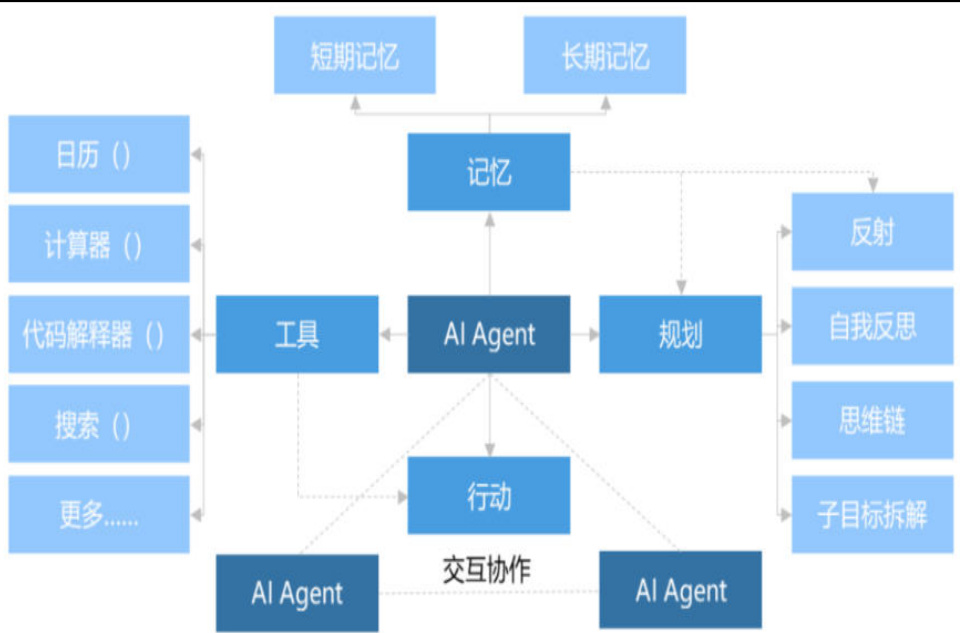 短期记忆
长期记忆
日历（）
记忆
计算器（）
反射
代码解释器（）
工具
AI Agent
规划
自我反思
搜索（）
思维链
行动
更多......
子目标拆解
交互协作
AI Agent
AI Agent